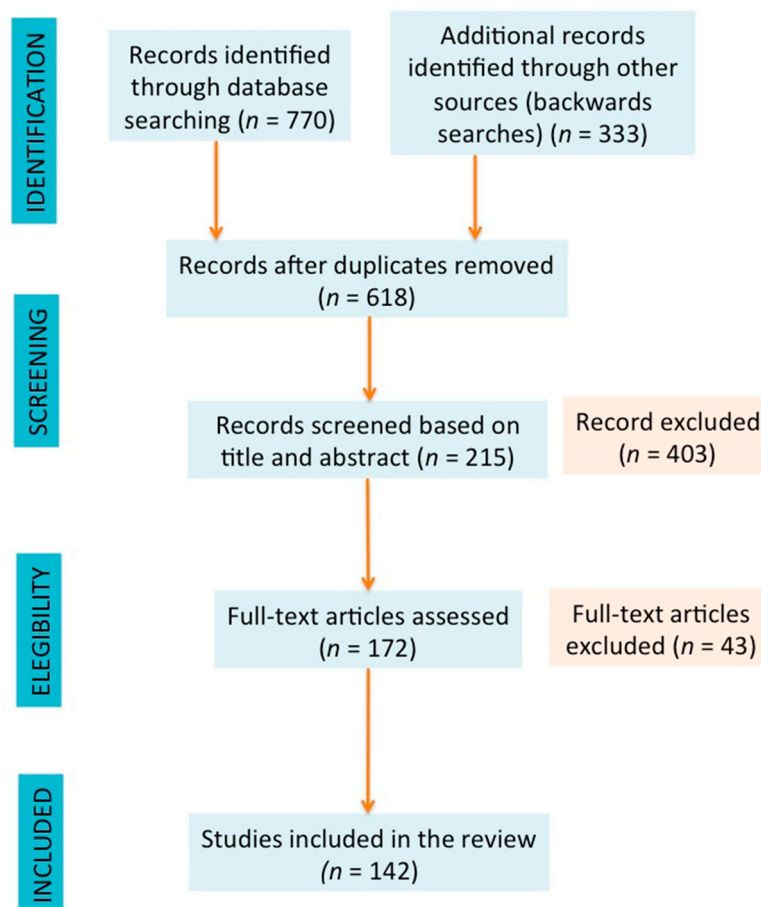 IDENTIFICATION
Records identified
through database
searching (n = 770)
Additional records
identified through other
sources (backwards
searches) (n = 333)
Records after duplicates removed
(n = 618)
SCREENING
Records screened based on
title and abstract (n = 215)
Record excluded
(n = 403)
ELEGIBILITY
Full-text articles assessed
(n = 172)
Full-text articles
excluded (n = 43)
INCLUDED
Studies included in the review
(n = 142)